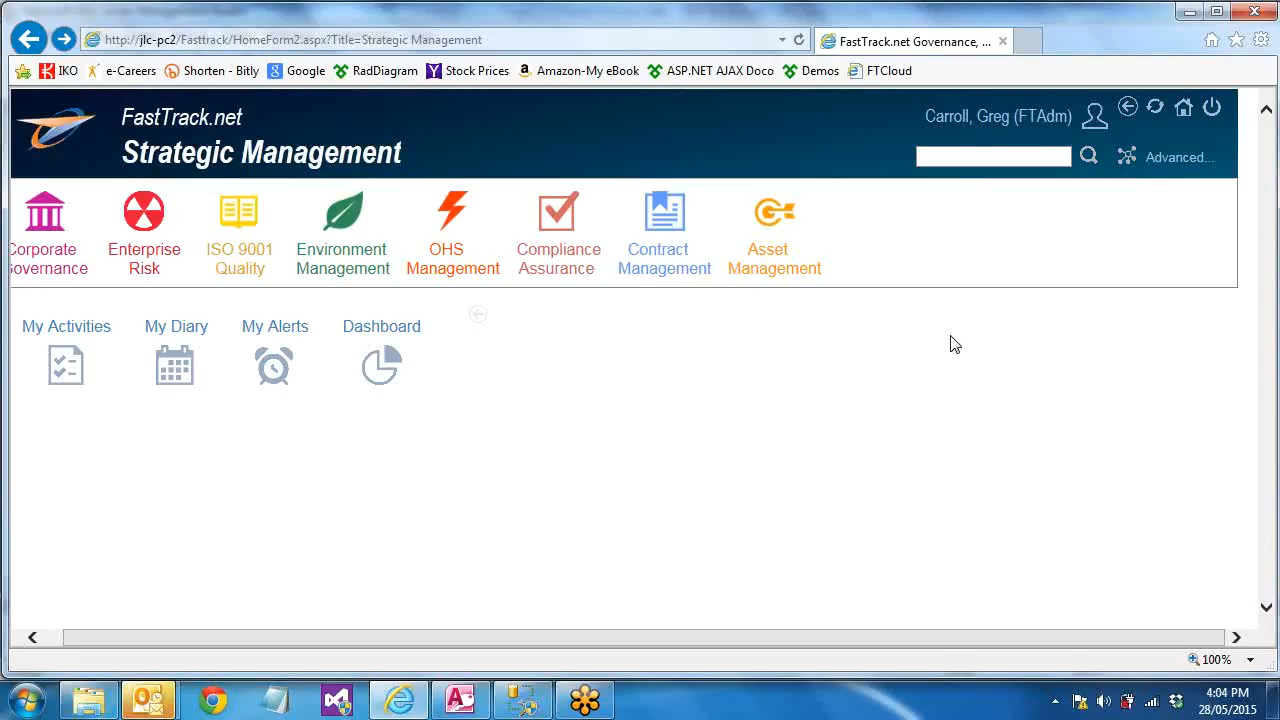 http://jlc-pc2/Fasttrack/HomeForm2.aspx?Title=Strategic Management
FastTrack.net Governance, ...
IKO
e-Careers
Shorten - Bitly
Google
RadDiagram
Stock Prices
Amazon-My eBook
ASP.NET AJAX Doco
Demos
FTCloud
FastTrack.net
Strategic Management
Carroll, Greg (FTAdm)
Advanced...
Corporate
Governance
Enterprise
Risk
ISO 9001
Quality
Environment
Management
OHS
Management
Compliance
Assurance
Contract
Management
Asset
Management
My Activities
My Diary
My Alerts
Dashboard
100%
4:04 PM
28/05/2015